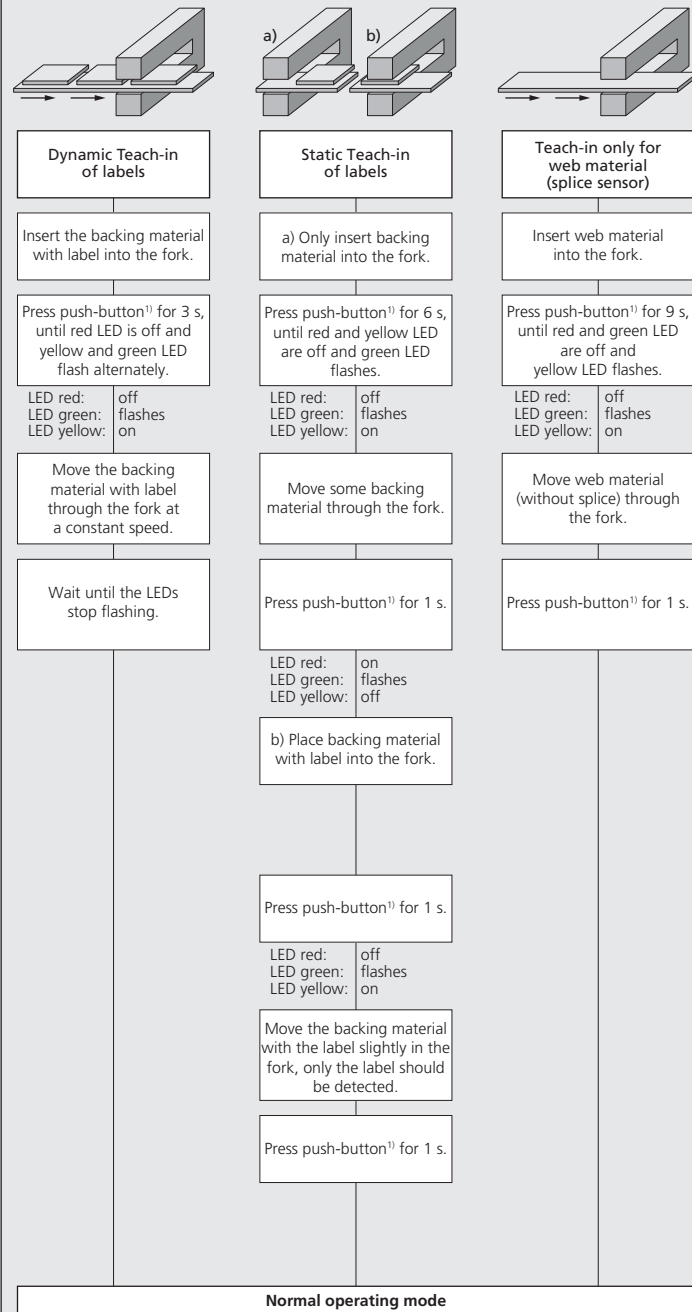 a)
b)
Dynamic Teach-in
of labels
Insert the backing material
with label into the fork.
Press push-button1) for 3 s,
until red LED is off and
yellow and green LED
flash alternately.
LED red: off
LED green: flashes
LED yellow: on
Move the backing
material with label
through the fork at
a constant speed.
Wait until the LEDs
stop flashing.
Static Teach-in
of labels
a) Only insert backing
material into the fork.
Press push-button1) for 6 s,
until red and yellow LED
are off and green LED
flashes.
LED red: off
LED green: flashes
LED yellow: on
Move some backing
material through the fork.
Press push-button1) for 1 s.
LED red: on
LED green: flashes
LED yellow: off
b) Place backing material
with label into the fork.
Press push-button1) for 1 s.
LED red: off
LED green: flashes
LED yellow: on
Move the backing material
with the label slightly in the
fork, only the label should
be detected.
Press push-button1) for 1 s.
Teach-in only for
web material
(splice sensor)
Insert web material
into the fork.
Press push-button1) for 9 s,
until red and green LED
are off and
yellow LED flashes.
LED red: off
LED green: flashes
LED yellow: on
Move web material
(without splice) through
the fork.
Press push-button1) for 1 s.
Normal operating mode